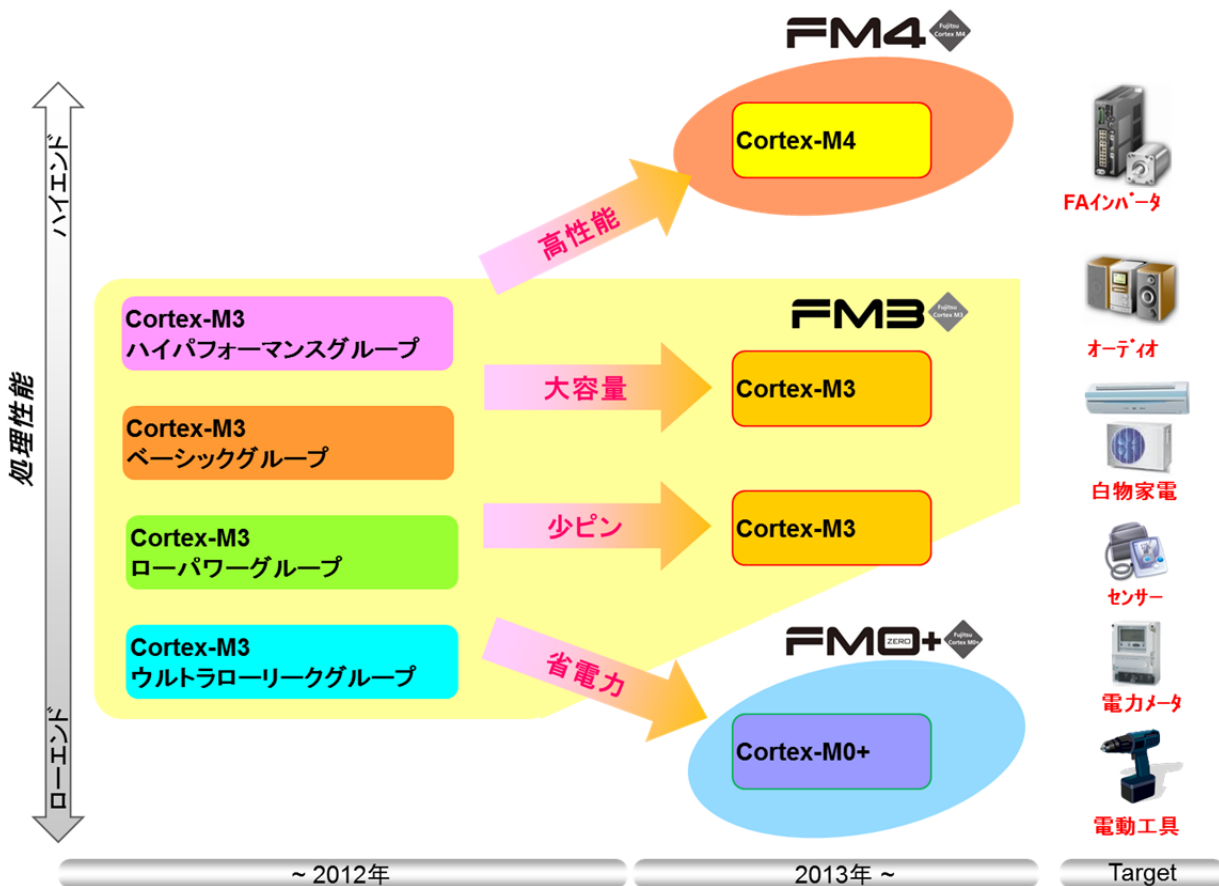 FM4
Fujitsu
Cortex M4
Cortex-M4
FAインバータ
ハイエンド
高性能
Cortex-M3
ハイパフォーマンスグループ
FM3
Fujitsu
Cortex M3
オーディオ
大容量
Cortex-M3
処理性能
Cortex-M3
ベーシックグループ
白物家電
少ピン
Cortex-M3
Cortex-M3
ローパワーグループ
センサー
Cortex-M3
ウルトラローリークグループ
FM0+
ZERO
Fujitsu
Cortex M0+
省電力
電力メータ
Cortex-M0+
ローエンド
電動工具
~ 2012年
2013年 ~
Target